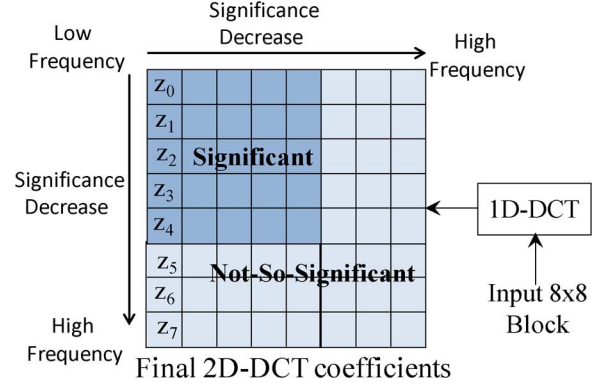 Significance
Decrease
Low
Frequency
High
Frequency
z0
z1
z2
Significant
z3
z4
Significance
Decrease
1D-DCT
z5
Not-So-Significant
z6
z7
Input 8x8
Block
High
Frequency
Final 2D-DCT coefficients